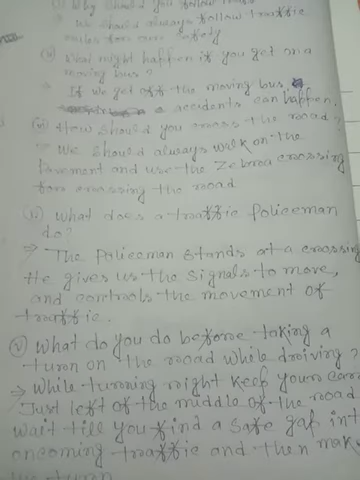 Why should you follow traffic
→ We should always follow traffic
rules for our safety
(v) What might happen if you get on a
moving bus?
→ If we get off the moving bus,
accidents can happen.
(vi) How should you cross the road?
→ We should always walk on the
Pavement and use the Zebra crossing
for crossing the road.
What does a traffic Policeman
do?
→ The Policeman stands at a crossing
He gives us the signals to move,
and controls the movement of
traffic.
(v) What do you do before taking a
turn on the road while driving?
→ While turning right keep your
Just left of the middle of the road
Wait till you find a safe gap
oncoming traffic and then